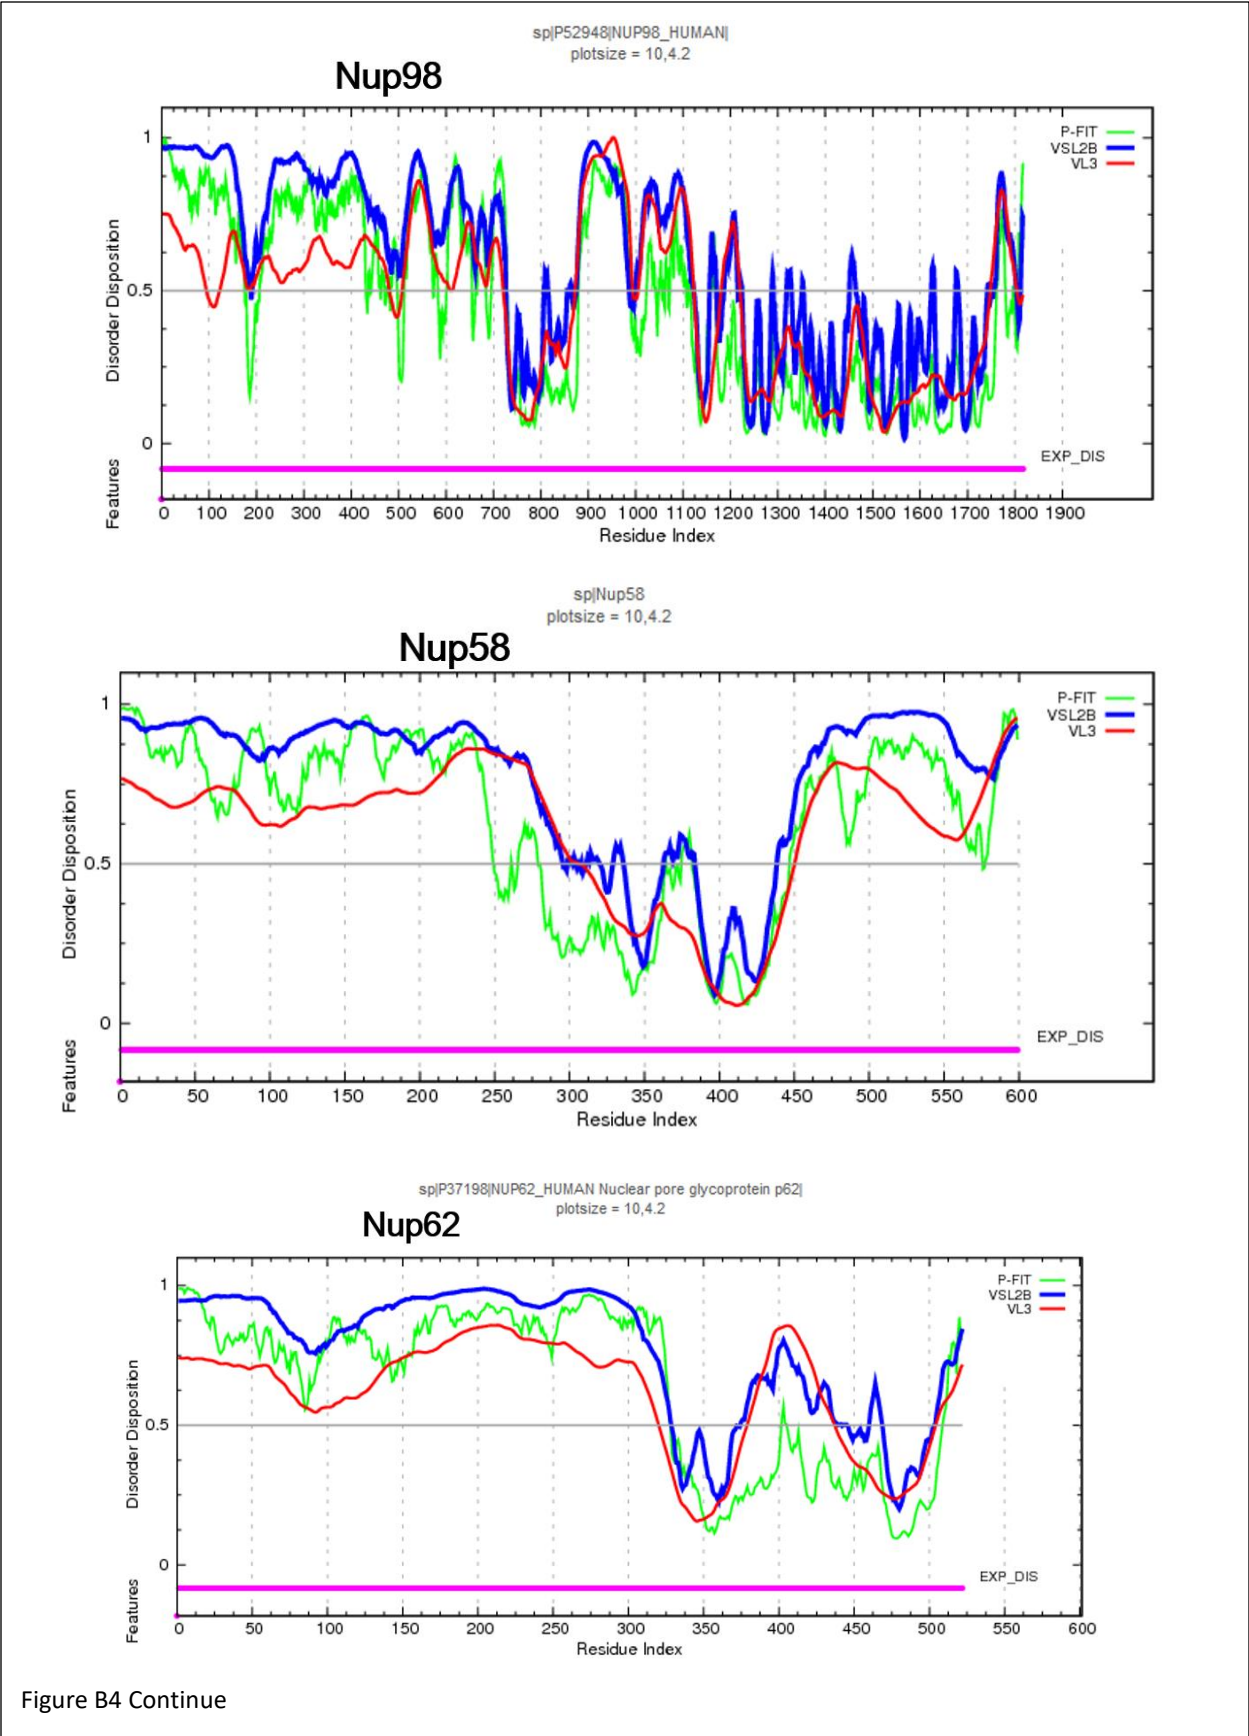 sp|P52948|NUP98_HUMAN|
plotsize = 10,4.2
Nup98
P-FIT
VSL2B
VL3
1
0.5
0
Disorder Disposition
Features
EXP_DIS
0 100 200 300 400 500 600 700 800 900 1000 1100 1200 1300 1400 1500 1600 1700 1800 1900
Residue Index
sp|Nup58
plotsize = 10,4.2
Nup58
P-FIT
VSL2B
VL3
1
0.5
0
Disorder Disposition
Features
EXP_DIS
0 50 100 150 200 250 300 350 400 450 500 550 600
Residue Index
sp|P37198|NUP62_HUMAN Nuclear pore glycoprotein p62|
plotsize = 10,4.2
Nup62
P-FIT
VSL2B
VL3
1
0.5
0
Disorder Disposition
Features
EXP_DIS
0 50 100 150 200 250 300 350 400 450 500 550 600
Residue Index
Figure B4 Continue